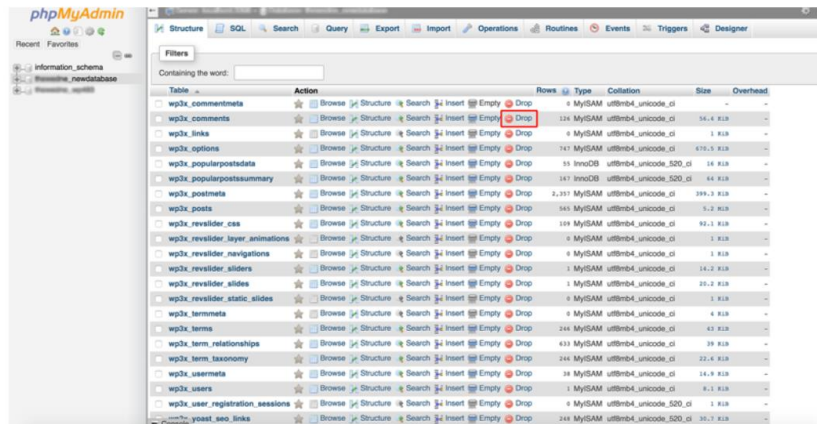 phpMyAdmin
Recent Favorites
information_schema
_newdatabase
Structure SQL Search Query Export Import Operations Routines Events Triggers Designer
Filters
Containing the word:
Table Action Rows Type Collation Size Overhead
wp3x_commentmeta Browse Structure Search Insert Empty Drop 0 MyISAM utf8mb4_unicode_ci - -
wp3x_comments Browse Structure Search Insert Empty Drop 126 MyISAM utf8mb4_unicode_ci 56.4 KiB -
wp3x_links Browse Structure Search Insert Empty Drop 0 MyISAM utf8mb4_unicode_ci 1 KiB -
wp3x_options Browse Structure Search Insert Empty Drop 747 MyISAM utf8mb4_unicode_ci 670.5 KiB -
wp3x_popularpostsdata Browse Structure Search Insert Empty Drop 55 InnoDB utf8mb4_unicode_520_ci 16 KiB -
wp3x_popularpostssummary Browse Structure Search Insert Empty Drop 167 InnoDB utf8mb4_unicode_520_ci 64 KiB -
wp3x_postmeta Browse Structure Search Insert Empty Drop 2,357 MyISAM utf8mb4_unicode_ci 399.3 KiB -
wp3x_posts Browse Structure Search Insert Empty Drop 565 MyISAM utf8mb4_unicode_ci 5.2 MiB -
wp3x_revslider_css Browse Structure Search Insert Empty Drop 109 MyISAM utf8mb4_unicode_ci 92.1 KiB -
wp3x_revslider_layer_animations Browse Structure Search Insert Empty Drop 0 MyISAM utf8mb4_unicode_ci 1 KiB -
wp3x_revslider_navigations Browse Structure Search Insert Empty Drop 0 MyISAM utf8mb4_unicode_ci 1 KiB -
wp3x_revslider_sliders Browse Structure Search Insert Empty Drop 1 MyISAM utf8mb4_unicode_ci 14.2 KiB -
wp3x_revslider_slides Browse Structure Search Insert Empty Drop 1 MyISAM utf8mb4_unicode_ci 20.2 KiB -
wp3x_revslider_static_slides Browse Structure Search Insert Empty Drop 0 MyISAM utf8mb4_unicode_ci 1 KiB -
wp3x_termmeta Browse Structure Search Insert Empty Drop 0 MyISAM utf8mb4_unicode_ci 4 KiB -
wp3x_terms Browse Structure Search Insert Empty Drop 246 MyISAM utf8mb4_unicode_ci 43 KiB -
wp3x_term_relationships Browse Structure Search Insert Empty Drop 633 MyISAM utf8mb4_unicode_ci 39 KiB -
wp3x_term_taxonomy Browse Structure Search Insert Empty Drop 246 MyISAM utf8mb4_unicode_ci 22.6 KiB -
wp3x_usermeta Browse Structure Search Insert Empty Drop 38 MyISAM utf8mb4_unicode_ci 14.9 KiB -
wp3x_users Browse Structure Search Insert Empty Drop 1 MyISAM utf8mb4_unicode_ci 8.1 KiB -
wp3x_user_registration_sessions Browse Structure Search Insert Empty Drop 0 MyISAM utf8mb4_unicode_520_ci 1 KiB -
yoast_seo_links Browse Structure Search Insert Empty Drop 248 MyISAM utf8mb4_unicode_520_ci 30.7 KiB -